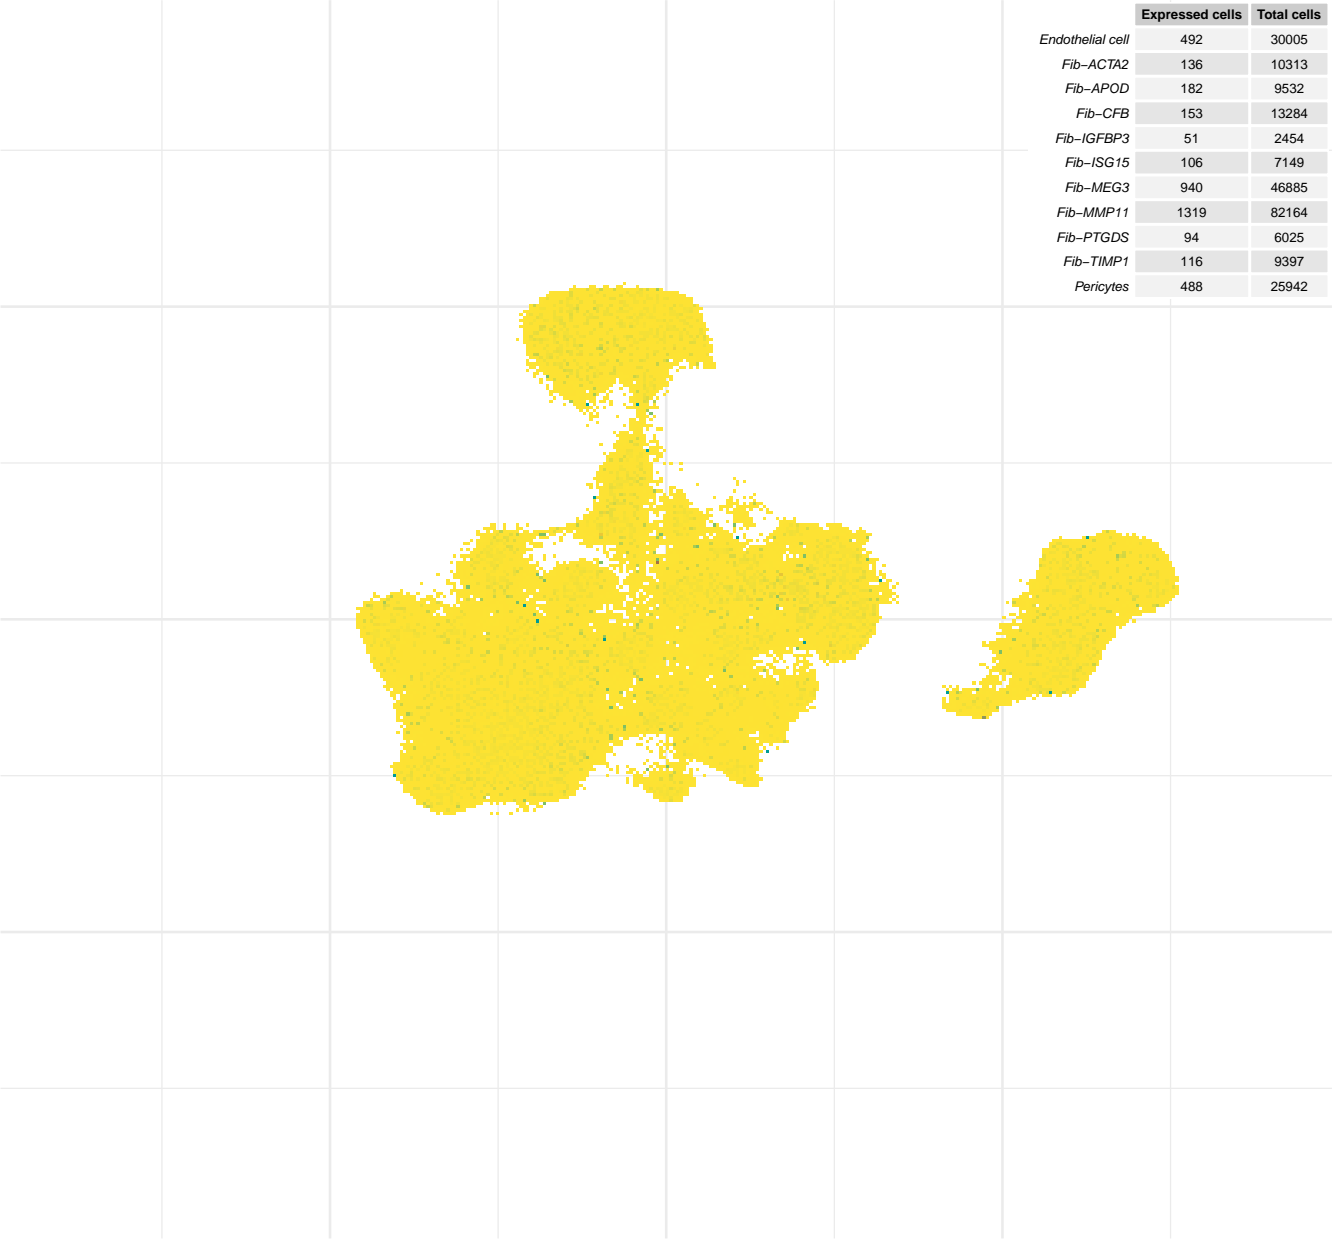 Expressed cells Total cells
Endothelial cell 492 30005
Fib−ACTA2 136 10313
Fib−APOD 182 9532
Fib−CFB 153 13284
Fib−IGFBP3 51 2454
Fib−ISG15 106 7149
Fib−MEG3 940 46885
Fib−MMP11 1319 82164
Fib−PTGDS 94 6025
Fib−TIMP1 116 9397
Pericytes 488 25942